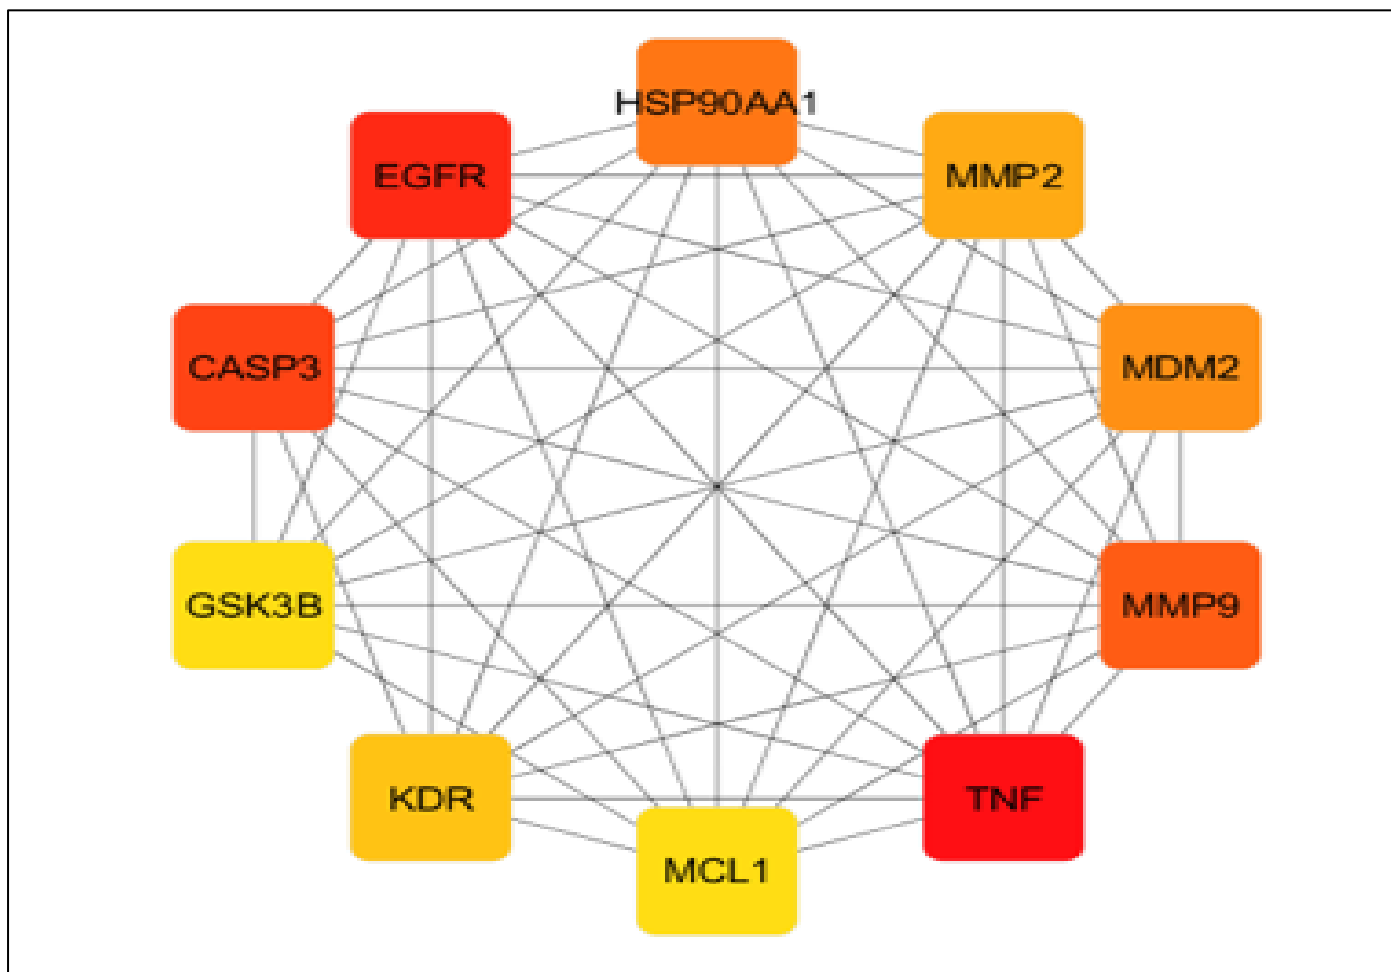 HSP90AA1
EGFR
MMP2
CASP3
MDM2
GSK3B
MMP9
KDR
TNF
MCL1